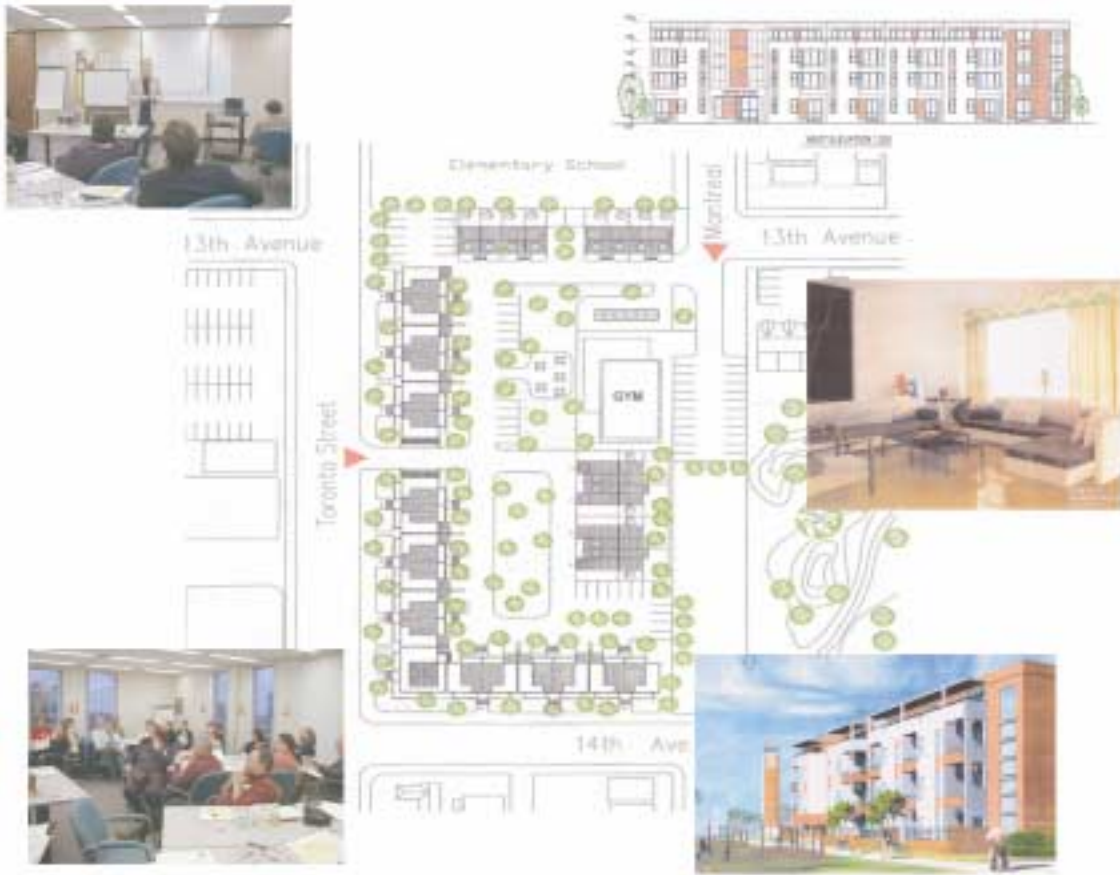 Elementary School
Montreal
13th Avenue
13th Avenue
GYM
Toronto Street
14th Ave